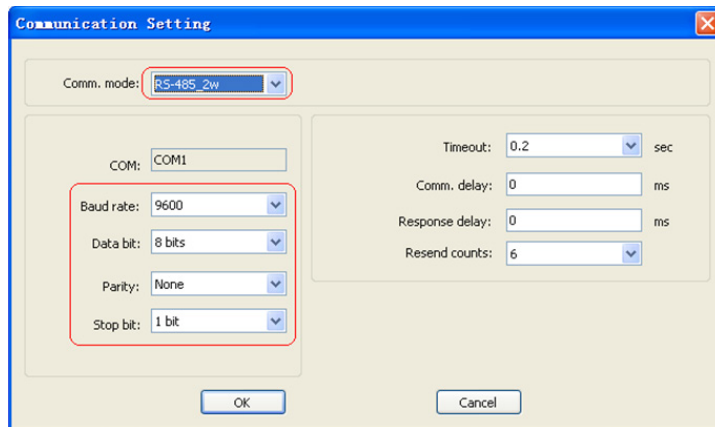 Communication Setting
Comm. mode: RS-485_2w
COM: COM1
Baud rate: 9600
Data bit: 8 bits
Parity: None
Stop bit: 1 bit
Timeout: 0.2 sec
Comm. delay: 0 ms
Response delay: 0 ms
Resend counts: 6
OK
Cancel